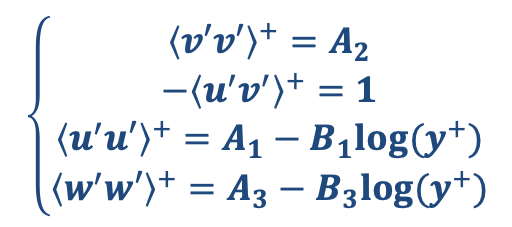 ⟨v′v′⟩⁺ = A₂
−⟨u′v′⟩⁺ = 1
⟨u′u′⟩⁺ = A₁ − B₁log(y⁺)
⟨w′w′⟩⁺ = A₃ − B₃log(y⁺)